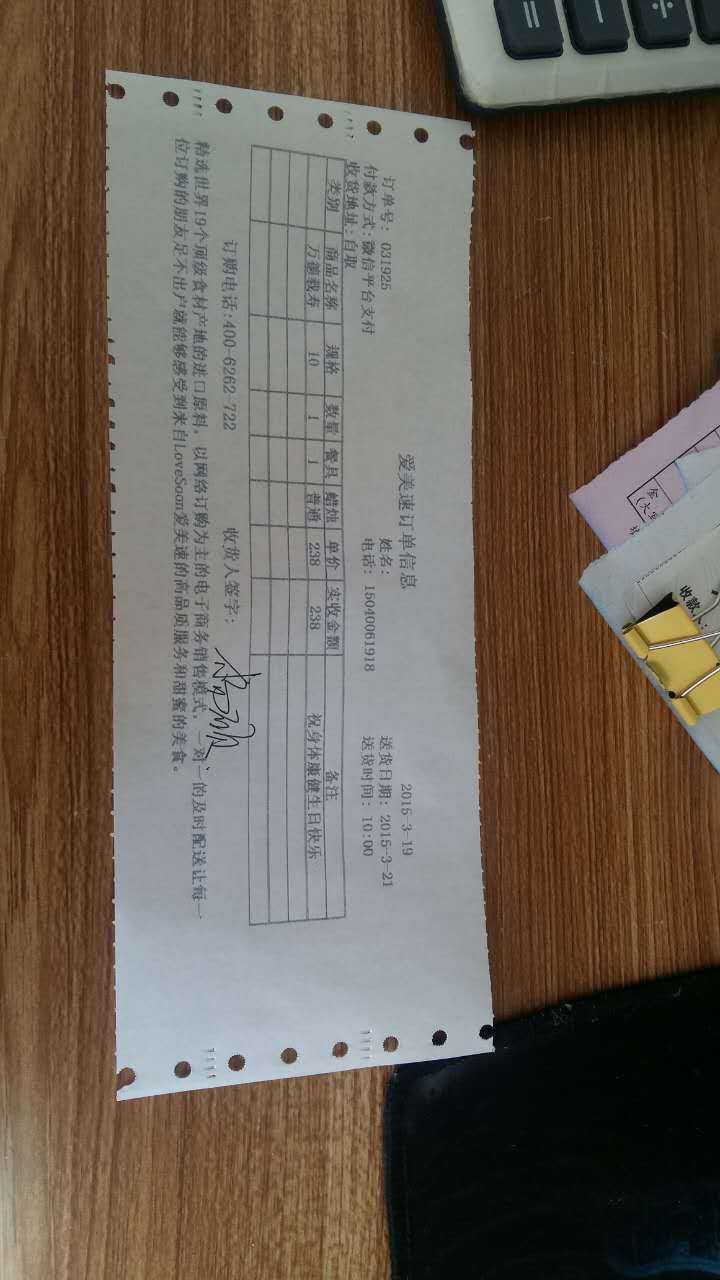 爱美速订单信息
2015-3-19
订单号: 031925 姓名: 送货日期: 2015-3-21
付款方式:微信平台支付 电话: 15040061918 送货时间: 10:00
收货地址:自取
类别 商品名称 规格 数量 餐具 蜡烛 单价 实收金额 备注
万德载寿 10 1 1 普通 238 238 祝身体康健生日快乐
订购电话:400-6262-722 收货人签字:
精选世界19个顶级食材产地的进口原料，以网络订购为主的电子商务销售模式，一对一的及时配送让每一
位订购的朋友足不出户就能够感受到来自LoveSoon爱美速的高品质服务和甜蜜的美食。
收款人: